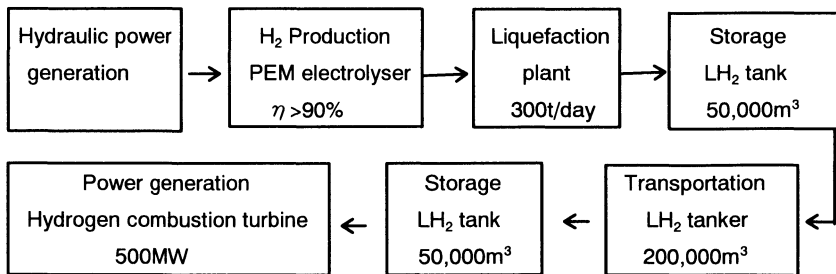 Hydraulic power
generation
H₂ Production
PEM electrolyser
η >90%
Liquefaction
plant
300t/day
Storage
LH₂ tank
50,000m³
Transportation
LH₂ tanker
200,000m³
Storage
LH₂ tank
50,000m³
Power generation
Hydrogen combustion turbine
500MW